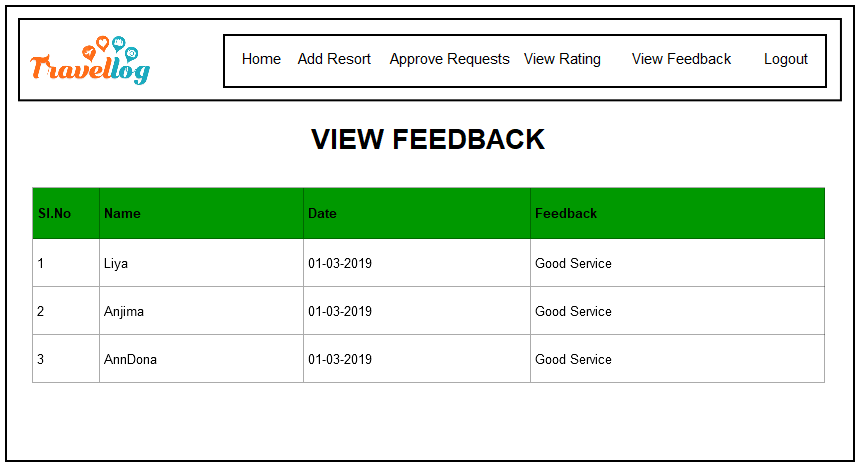 Travellog
Home Add Resort Approve Requests View Rating View Feedback Logout
VIEW FEEDBACK
Sl.No Name Date Feedback
1 Liya 01-03-2019 Good Service
2 Anjima 01-03-2019 Good Service
3 AnnDona 01-03-2019 Good Service